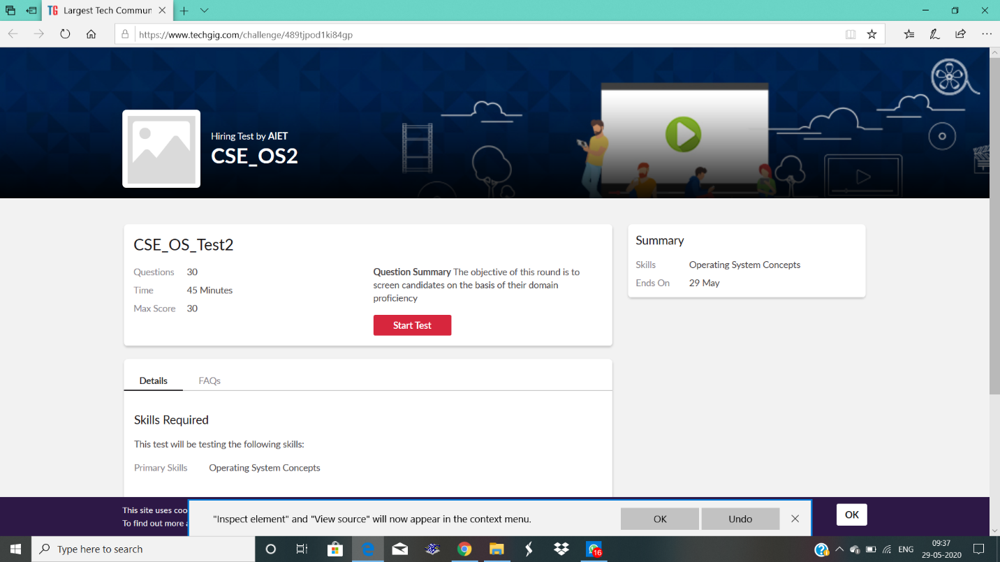 TG Largest Tech Commun
https://www.techgig.com/challenge/489tjpod1ki84gp
Hiring Test by AIET
CSE_OS2
CSE_OS_Test2
Questions 30
Time 45 Minutes
Max Score 30
Question Summary The objective of this round is to
screen candidates on the basis of their domain
proficiency
Start Test
Summary
Skills Operating System Concepts
Ends On 29 May
Details FAQs
Skills Required
This test will be testing the following skills:
Primary Skills Operating System Concepts
This site uses coo
To find out more
"Inspect element" and "View source" will now appear in the context menu.
OK Undo
OK
Type here to search
16
ENG
09:37
29-05-2020